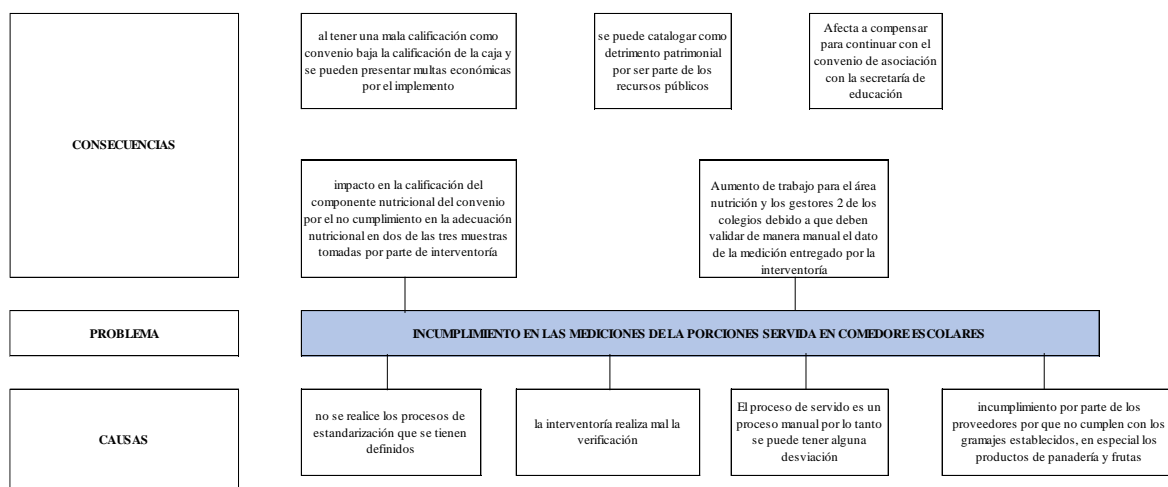 al tener una mala calificación como
convenio baja la calificación de la caja y
se pueden presentar multas económicas
por el implemento
se puede catalogar como
detrimento patrimonial
por ser parte de los
recursos públicos
Afecta a compensar
para continuar con el
convenio de asociación
con la secretaría de
educación
CONSECUENCIAS
impacto en la calificación del
componente nutricional del convenio
por el no cumplimiento en la adecuación
nutricional en dos de las tres muestras
tomadas por parte de interventoría
Aumento de trabajo para el área
nutrición y los gestores 2 de los
colegios debido a que deben
validar de manera manual el dato
de la medición entregado por la
interventoría
PROBLEMA
INCUMPLIMIENTO EN LAS MEDICIONES DE LA PORCIONES SERVIDA EN COMEDORE ESCOLARES
CAUSAS
no se realice los procesos de
estandarización que se tienen
definidos
la interventoría realiza mal la
verificación
El proceso de servido es un
proceso manual por lo tanto
se puede tener alguna
desviación
incumplimiento por parte de los
proveedores por que no cumplen con los
gramajes establecidos, en especial los
productos de panadería y frutas